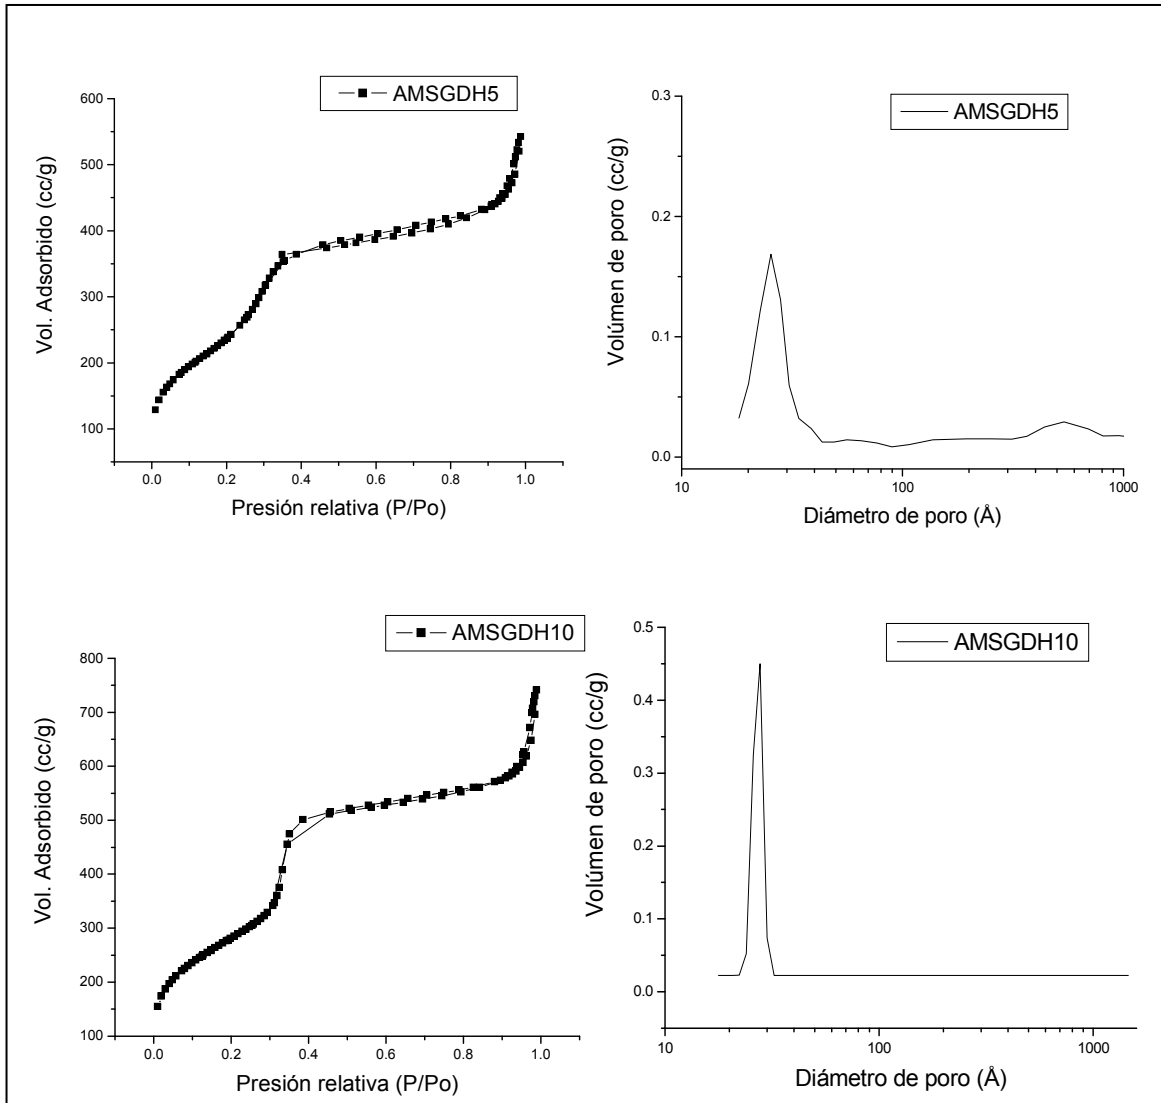 AMSGDH5
600
500
400
300
200
100
Vol. Adsorbido (cc/g)
0.0 0.2 0.4 0.6 0.8 1.0
Presión relativa (P/Po)
AMSGDH5
0.3
0.2
0.1
0.0
Volúmen de poro (cc/g)
10 100 1000
Diámetro de poro (Å)
AMSGDH10
800
700
600
500
400
300
200
100
Vol. Adsorbido (cc/g)
0.0 0.2 0.4 0.6 0.8 1.0
Presión relativa (P/Po)
AMSGDH10
0.5
0.4
0.3
0.2
0.1
0.0
Volúmen de poro (cc/g)
10 100 1000
Diámetro de poro (Å)